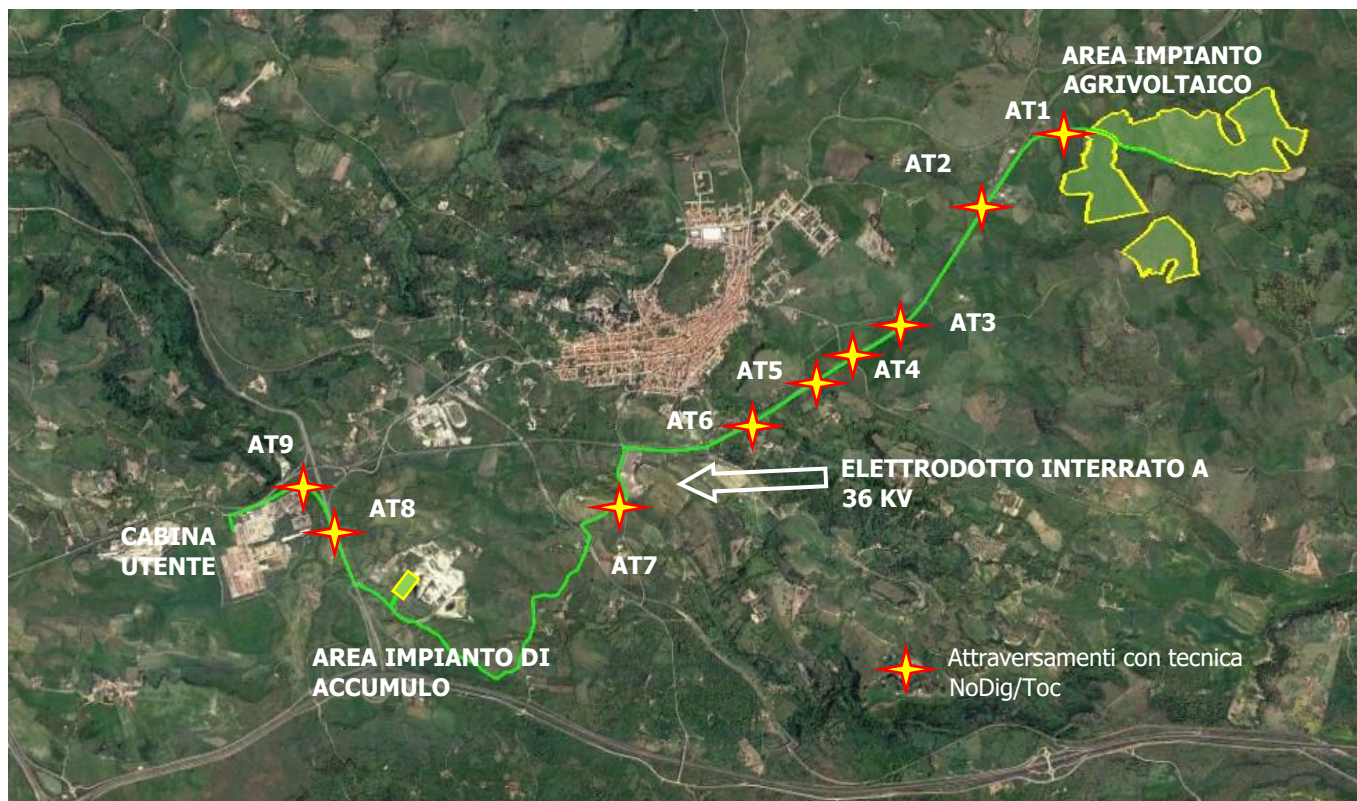 AREA IMPIANTO
AGRIVOLTAICO
AT1
AT2
AT3
AT4
AT5
AT6
AT9
ELETTRODOTTO INTERRATO A
36 KV
AT8
CABINA
UTENTE
AT7
AREA IMPIANTO DI
ACCUMULO
Attraversamenti con tecnica
NoDig/Toc